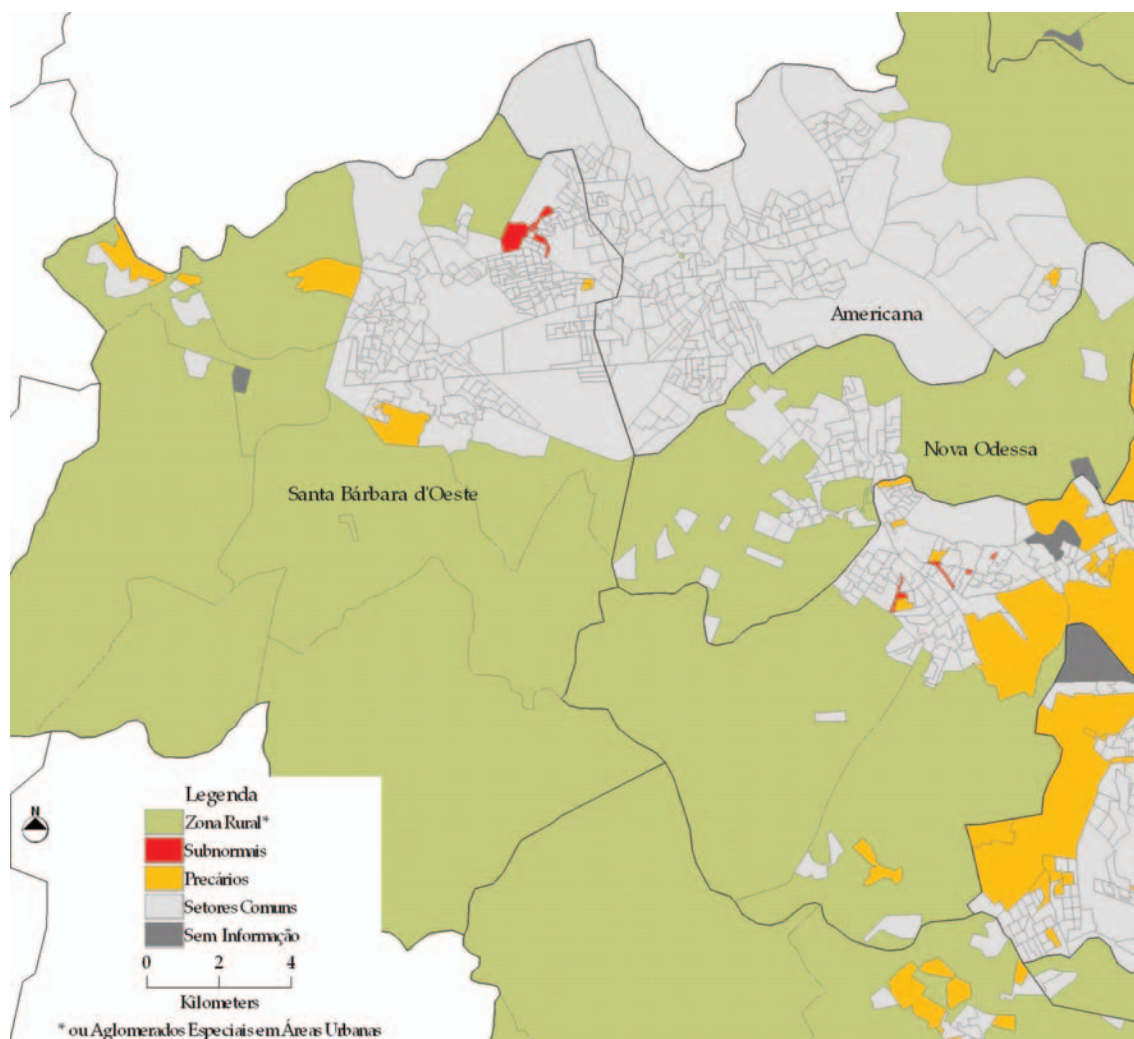 Americana
Nova Odessa
Santa Bárbara d'Oeste
Legenda
Zona Rural*
Subnormais
Precários
Setores Comuns
Sem Informação
N
0 2 4
Kilometers
* ou Aglomerados Especiais em Áreas Urbanas